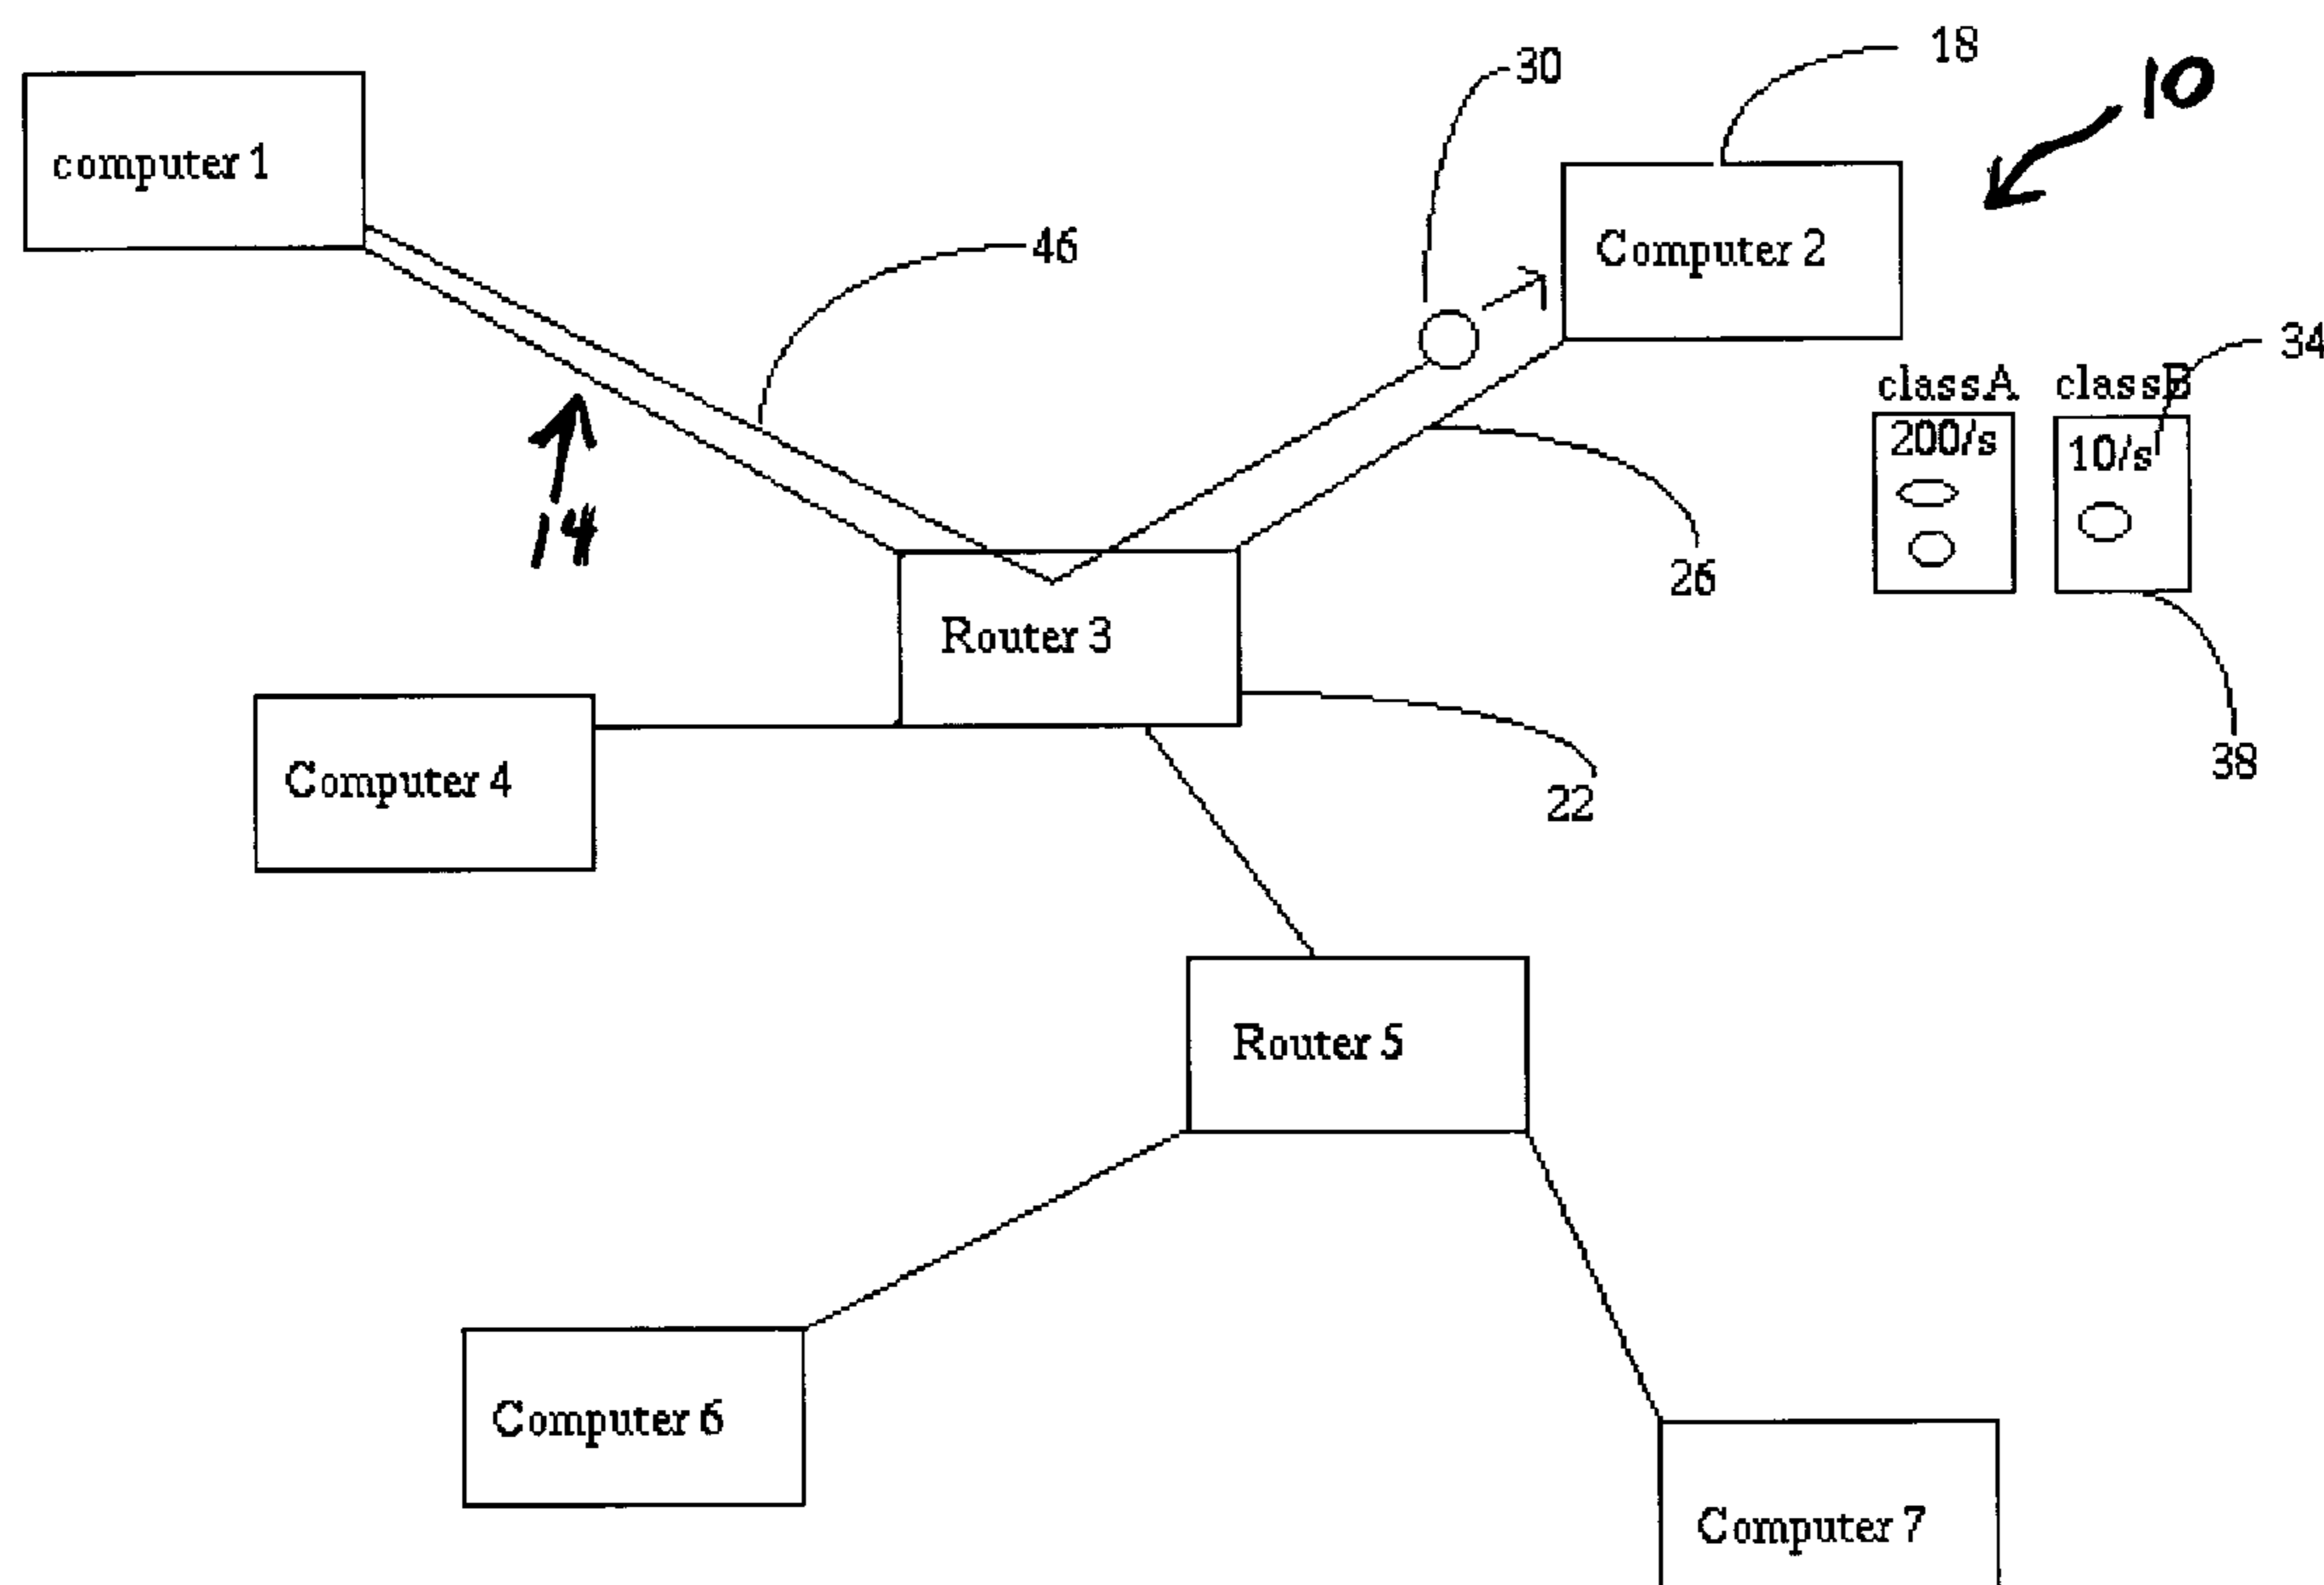 18
30
10
computer 1
46
Computer 2
34
classA classB
200/s 10/s
14
26
Router 3
38
Computer 4
22
Router 5
Computer 6
Computer 7